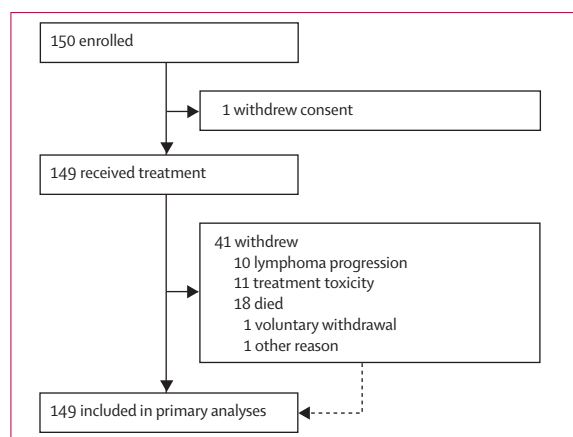 150 enrolled
1 withdrew consent
149 received treatment
41 withdrew
10 lymphoma progression
11 treatment toxicity
18 died
1 voluntary withdrawal
1 other reason
149 included in primary analyses